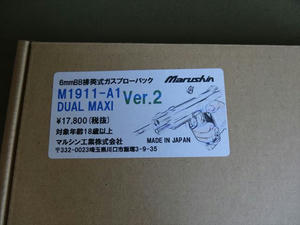 6mmBB排莢式ガスブローバック
Marushin
M1911-A1
DUAL MAXI
Ver.2
¥17,800(税抜)
対象年齢18歳以上
マルシン工業株式会社
MADE IN JAPAN
〒332-0023埼玉県川口市飯塚3-9-35